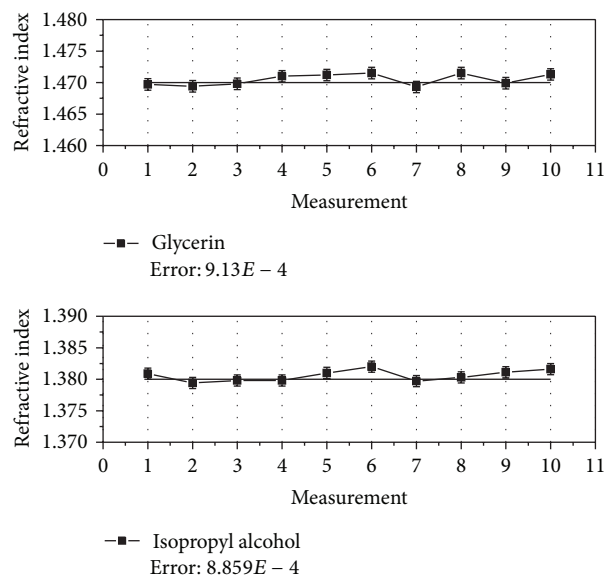 1.480
1.475
1.470
1.465
1.460
Refractive index
0 1 2 3 4 5 6 7 8 9 10 11
Measurement
Glycerin
Error: 9.13E − 4
1.390
1.385
1.380
1.375
1.370
Refractive index
0 1 2 3 4 5 6 7 8 9 10 11
Measurement
Isopropyl alcohol
Error: 8.859E − 4